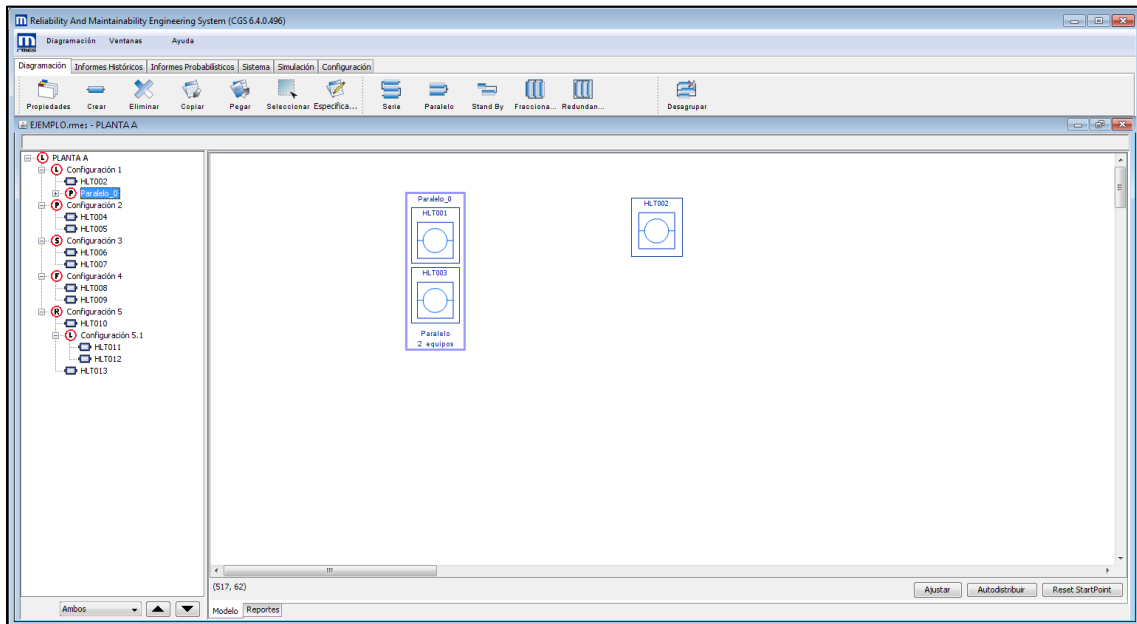 Reliability And Maintainability Engineering System (CGS 6.4.0.496)
Diagramación Ventanas Ayuda
Diagramación Informes Históricos Informes Probabilísticos Sistema Simulación Configuración
Propiedades Crear Eliminar Copiar Pegar Seleccionar Especifica... Serie Paralelo Stand By Fracciona... Redundan... Desagrupar
EJEMPLO.rmes - PLANTA A
PLANTA A
Configuración 1
HLT002
Paralelo_0
Configuración 2
HLT004
HLT005
Configuración 3
HLT006
HLT007
Configuración 4
HLT008
HLT009
Configuración 5
HLT010
Configuración 5.1
HLT011
HLT012
HLT013
Paralelo_0
HLT001
HLT003
Paralelo
2 equipos
HLT002
(517, 62)
Ajustar Autodistribuir Reset StartPoint
Ambos
Modelo Reportes